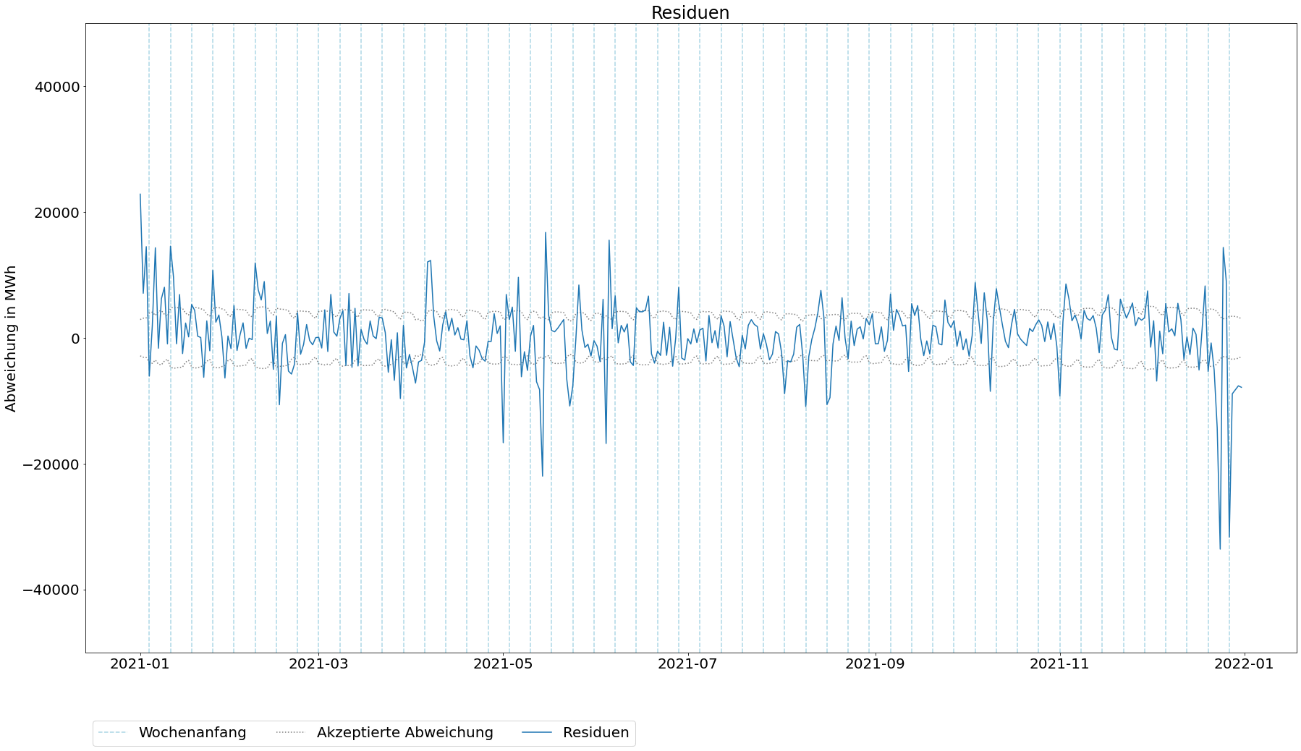 Residuen
Abweichung in MWh
40000
20000
0
−20000
−40000
2021-01 2021-03 2021-05 2021-07 2021-09 2021-11 2022-01
Wochenanfang Akzeptierte Abweichung Residuen